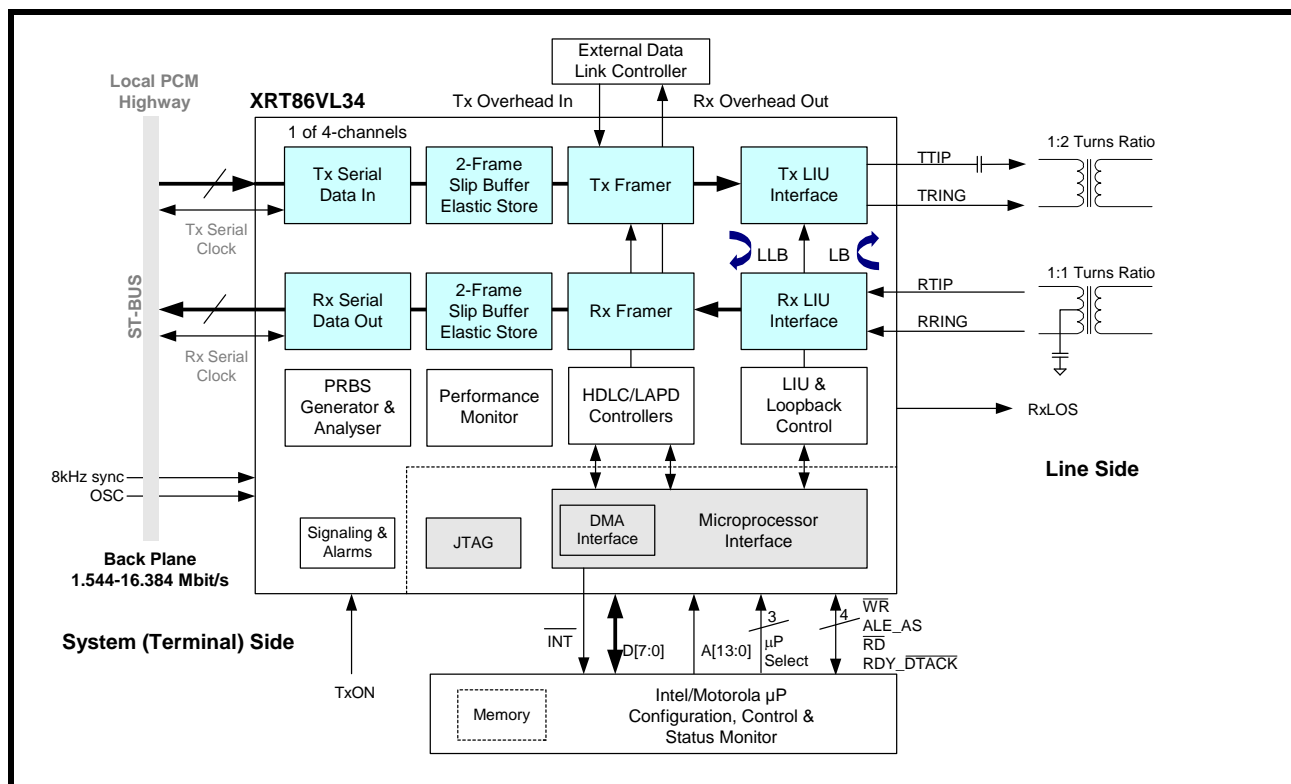 External Data
Link Controller
Local PCM
Highway
XRT86VL34
Tx Overhead In
Rx Overhead Out
1 of 4-channels
Tx Serial
Data In
2-Frame
Slip Buffer
Elastic Store
Tx Framer
Tx LIU
Interface
TTIP
TRING
1:2 Turns Ratio
Tx Serial
Clock
LLB
LB
ST-BUS
Rx Serial
Data Out
2-Frame
Slip Buffer
Elastic Store
Rx Framer
Rx LIU
Interface
RTIP
RRING
1:1 Turns Ratio
Rx Serial
Clock
PRBS
Generator &
Analyser
Performance
Monitor
HDLC/LAPD
Controllers
LIU &
Loopback
Control
RxLOS
Line Side
8kHz sync
OSC
Signaling &
Alarms
JTAG
DMA
Interface
Microprocessor
Interface
Back Plane
1.544-16.384 Mbit/s
System (Terminal) Side
TxON
INT
D[7:0]
A[13:0]
3
µP
Select
4
WR
ALE_AS
RD
RDY_DTACK
Memory
Intel/Motorola µP
Configuration, Control &
Status Monitor